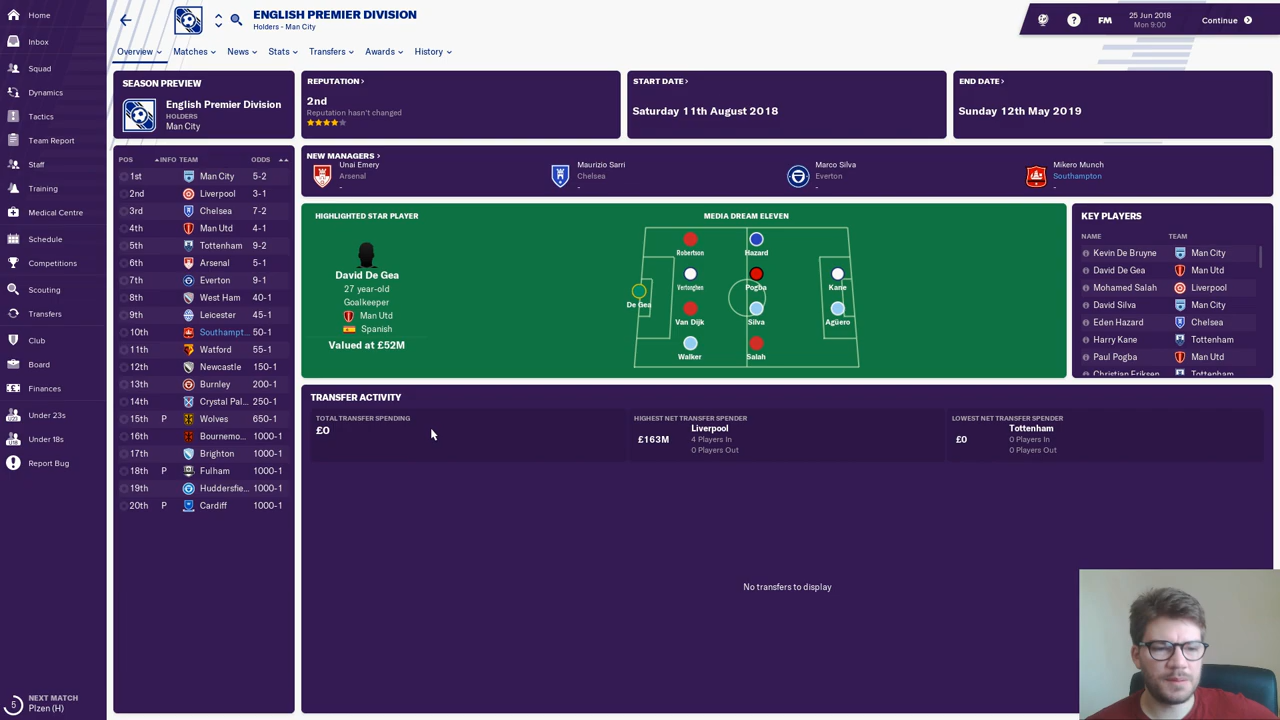 Home
Inbox
Squad
Dynamics
Tactics
Team Report
Staff
Training
Medical Centre
Schedule
Competitions
Scouting
Transfers
Club
Board
Finances
Under 23s
Under 18s
Report Bug
5
NEXT MATCH
Plzen (H)
ENGLISH PREMIER DIVISION
Holders - Man City
FM
25 Jun 2018
Mon 9:00
Continue
Overview Matches News Stats Transfers Awards History
SEASON PREVIEW
English Premier Division
HOLDERS
Man City
REPUTATION >
2nd
Reputation hasn't changed
START DATE >
Saturday 11th August 2018
END DATE >
Sunday 12th May 2019
POS INFO TEAM ODDS
1st Man City 5-2
2nd Liverpool 3-1
3rd Chelsea 7-2
4th Man Utd 4-1
5th Tottenham 9-2
6th Arsenal 5-1
7th Everton 9-1
8th West Ham 40-1
9th Leicester 45-1
10th Southampt... 50-1
11th Watford 55-1
12th Newcastle 150-1
13th Burnley 200-1
14th Crystal Pal... 250-1
15th P Wolves 650-1
16th Bournemo... 1000-1
17th Brighton 1000-1
18th P Fulham 1000-1
19th Huddersfie... 1000-1
20th P Cardiff 1000-1
NEW MANAGERS >
Unai Emery
Arsenal
-
Maurizio Sarri
Chelsea
-
Marco Silva
Everton
-
Mikero Munch
Southampton
-
HIGHLIGHTED STAR PLAYER
David De Gea
27 year-old
Goalkeeper
Man Utd
Spanish
Valued at £52M
MEDIA DREAM ELEVEN
Robertson
Hazard
Vertonghen
Pogba
Kane
De Gea
Van Dijk
Silva
Agüero
Walker
Salah
KEY PLAYERS
NAME TEAM
Kevin De Bruyne Man City
David De Gea Man Utd
Mohamed Salah Liverpool
David Silva Man City
Eden Hazard Chelsea
Harry Kane Tottenham
Paul Pogba Man Utd
Christian Eriksen Tottenham
TRANSFER ACTIVITY
TOTAL TRANSFER SPENDING
£0
HIGHEST NET TRANSFER SPENDER
Liverpool
£163M
4 Players In
0 Players Out
LOWEST NET TRANSFER SPENDER
Tottenham
£0
0 Players In
0 Players Out
No transfers to display